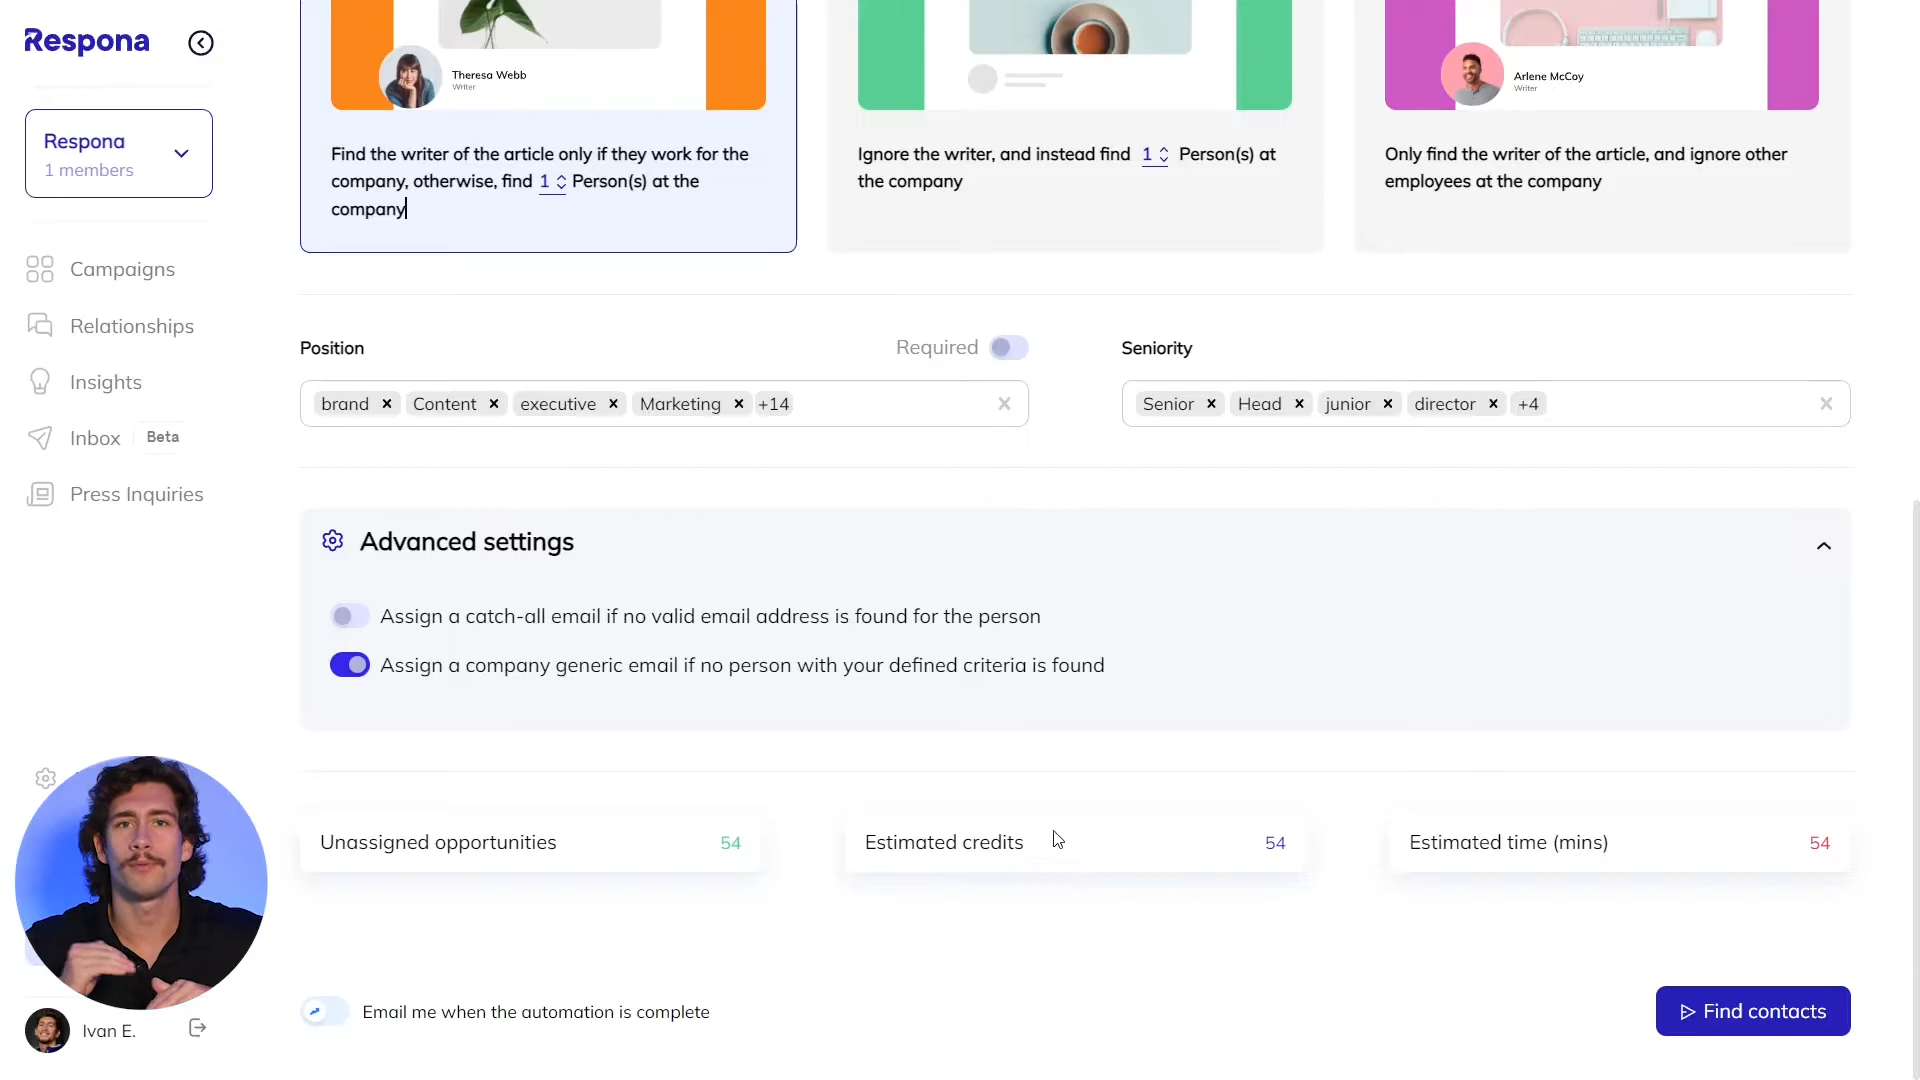 Respona
Respona
1 members
Campaigns
Relationships
Insights
Inbox Beta
Press Inquiries
Ivan E.
Theresa Webb
Writer
Find the writer of the article only if they work for the
company, otherwise, find 1 Person(s) at the
company
Ignore the writer, and instead find 1 Person(s) at
the company
Arlene McCoy
Writer
Only find the writer of the article, and ignore other
employees at the company
Position Required
brand × Content × executive × Marketing × +14
Seniority
Senior × Head × junior × director × +4
Advanced settings
Assign a catch-all email if no valid email address is found for the person
Assign a company generic email if no person with your defined criteria is found
Unassigned opportunities 54
Estimated credits 54
Estimated time (mins) 54
Email me when the automation is complete
Find contacts